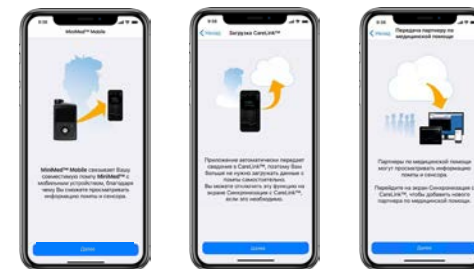 MiniMed™ Mobile
MiniMed™ Mobile связывает Вашу
совместимую помпу MiniMed™ с
мобильным устройством, благодаря
чему Вы сможете просматривать
информацию помпы и сенсора.
Далее
Назад
Загрузка CareLink™
Приложение автоматически передает
сведения в CareLink™, поэтому Вам
больше не нужно загружать данные с
помпы самостоятельно.
Вы можете отключить эту функцию на
экране Синхронизация с CareLink™,
если это необходимо.
Далее
Назад
Передача партнеру по
медицинской помощи
Партнеры по медицинской помощи
могут просматривать информацию
помпы и сенсора.
Перейдите на экран Синхронизация с
CareLink™, чтобы добавить нового
партнера по медицинской помощи.
Далее